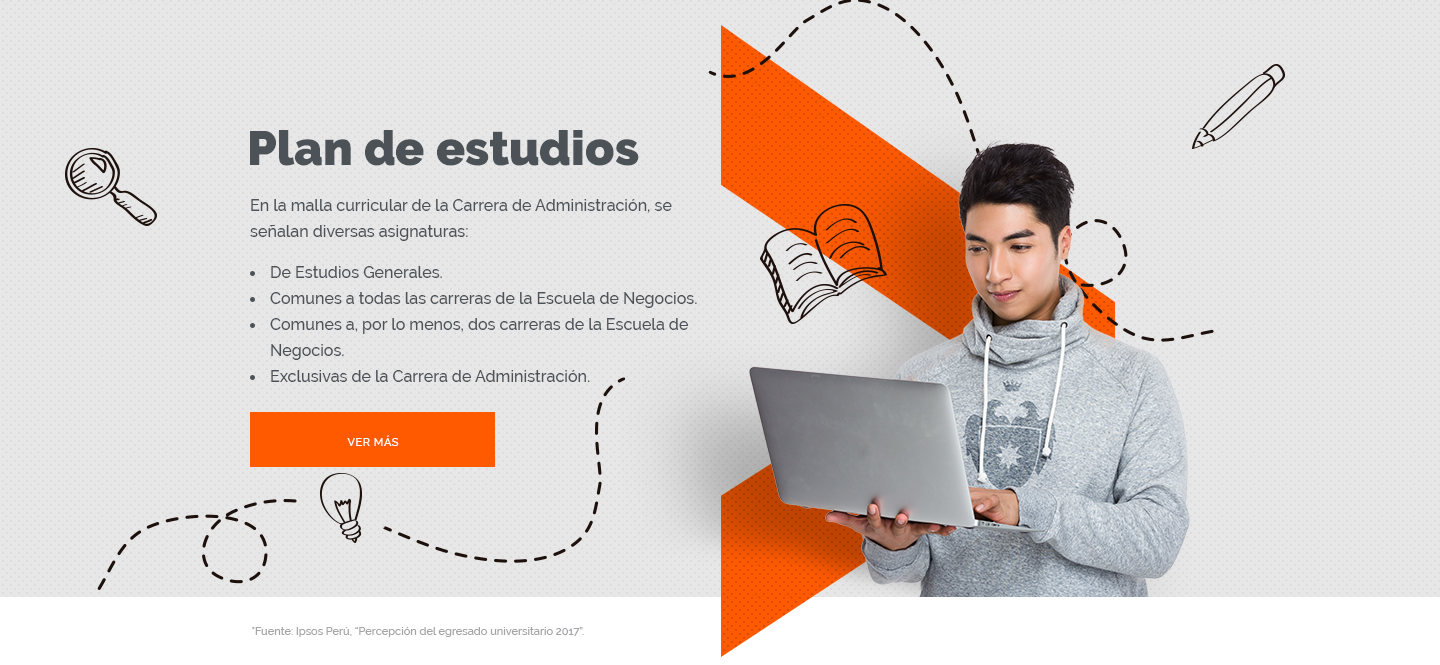 Plan de estudios
En la malla curricular de la Carrera de Administración, se
señalan diversas asignaturas:
• De Estudios Generales.
• Comunes a todas las carreras de la Escuela de Negocios.
• Comunes a, por lo menos, dos carreras de la Escuela de
Negocios.
• Exclusivas de la Carrera de Administración.
VER MÁS
*Fuente: Ipsos Perú, “Percepción del egresado universitario 2017”.